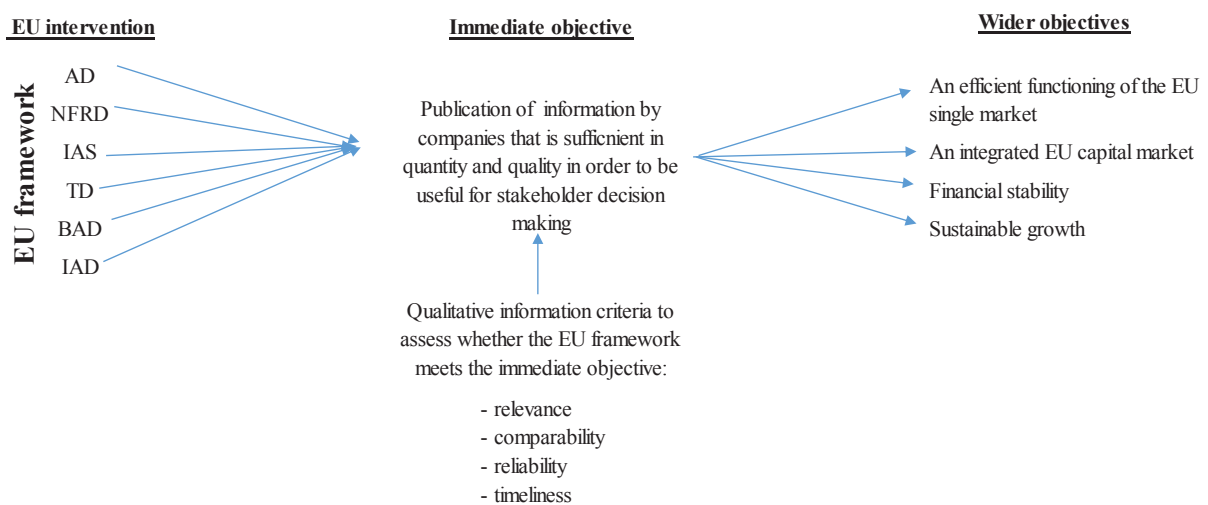 EU intervention
EU framework
AD
NFRD
IAS
TD
BAD
IAD
Immediate objective
Publication of information by
companies that is sufficnient in
quantity and quality in order to be
useful for stakeholder decision
making
Qualitative information criteria to
assess whether the EU framework
meets the immediate objective:
- relevance
- comparability
- reliability
- timeliness
Wider objectives
An efficient functioning of the EU
single market
An integrated EU capital market
Financial stability
Sustainable growth